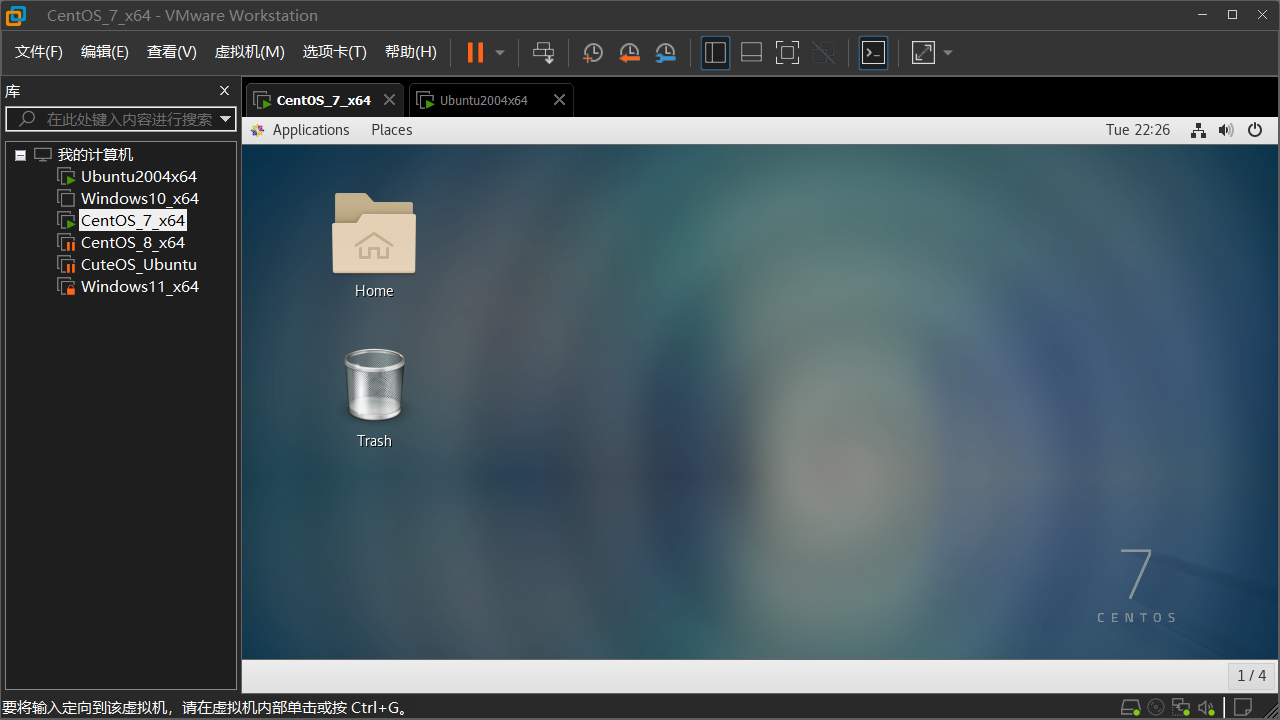 CentOS_7_x64 - VMware Workstation
文件(F) 编辑(E) 查看(V) 虚拟机(M) 选项卡(T) 帮助(H)
库
在此处键入内容进行搜索
我的计算机
Ubuntu2004x64
Windows10_x64
CentOS_7_x64
CentOS_8_x64
CuteOS_Ubuntu
Windows11_x64
CentOS_7_x64 Ubuntu2004x64
Applications Places Tue 22:26
Home
Trash
7
CENTOS
1 / 4
要将输入定向到该虚拟机，请在虚拟机内部单击或按 Ctrl+G。